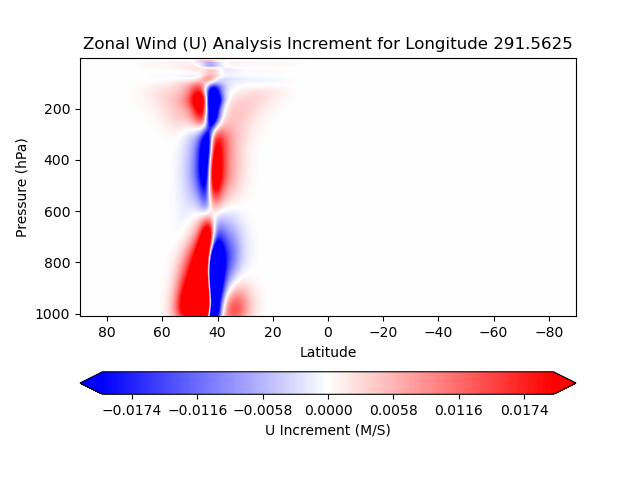 Zonal Wind (U) Analysis Increment for Longitude 291.5625
200
400
600
800
1000
Pressure (hPa)
80 60 40 20 0 −20 −40 −60 −80
Latitude
−0.0174 −0.0116 −0.0058 0.0000 0.0058 0.0116 0.0174
U Increment (M/S)